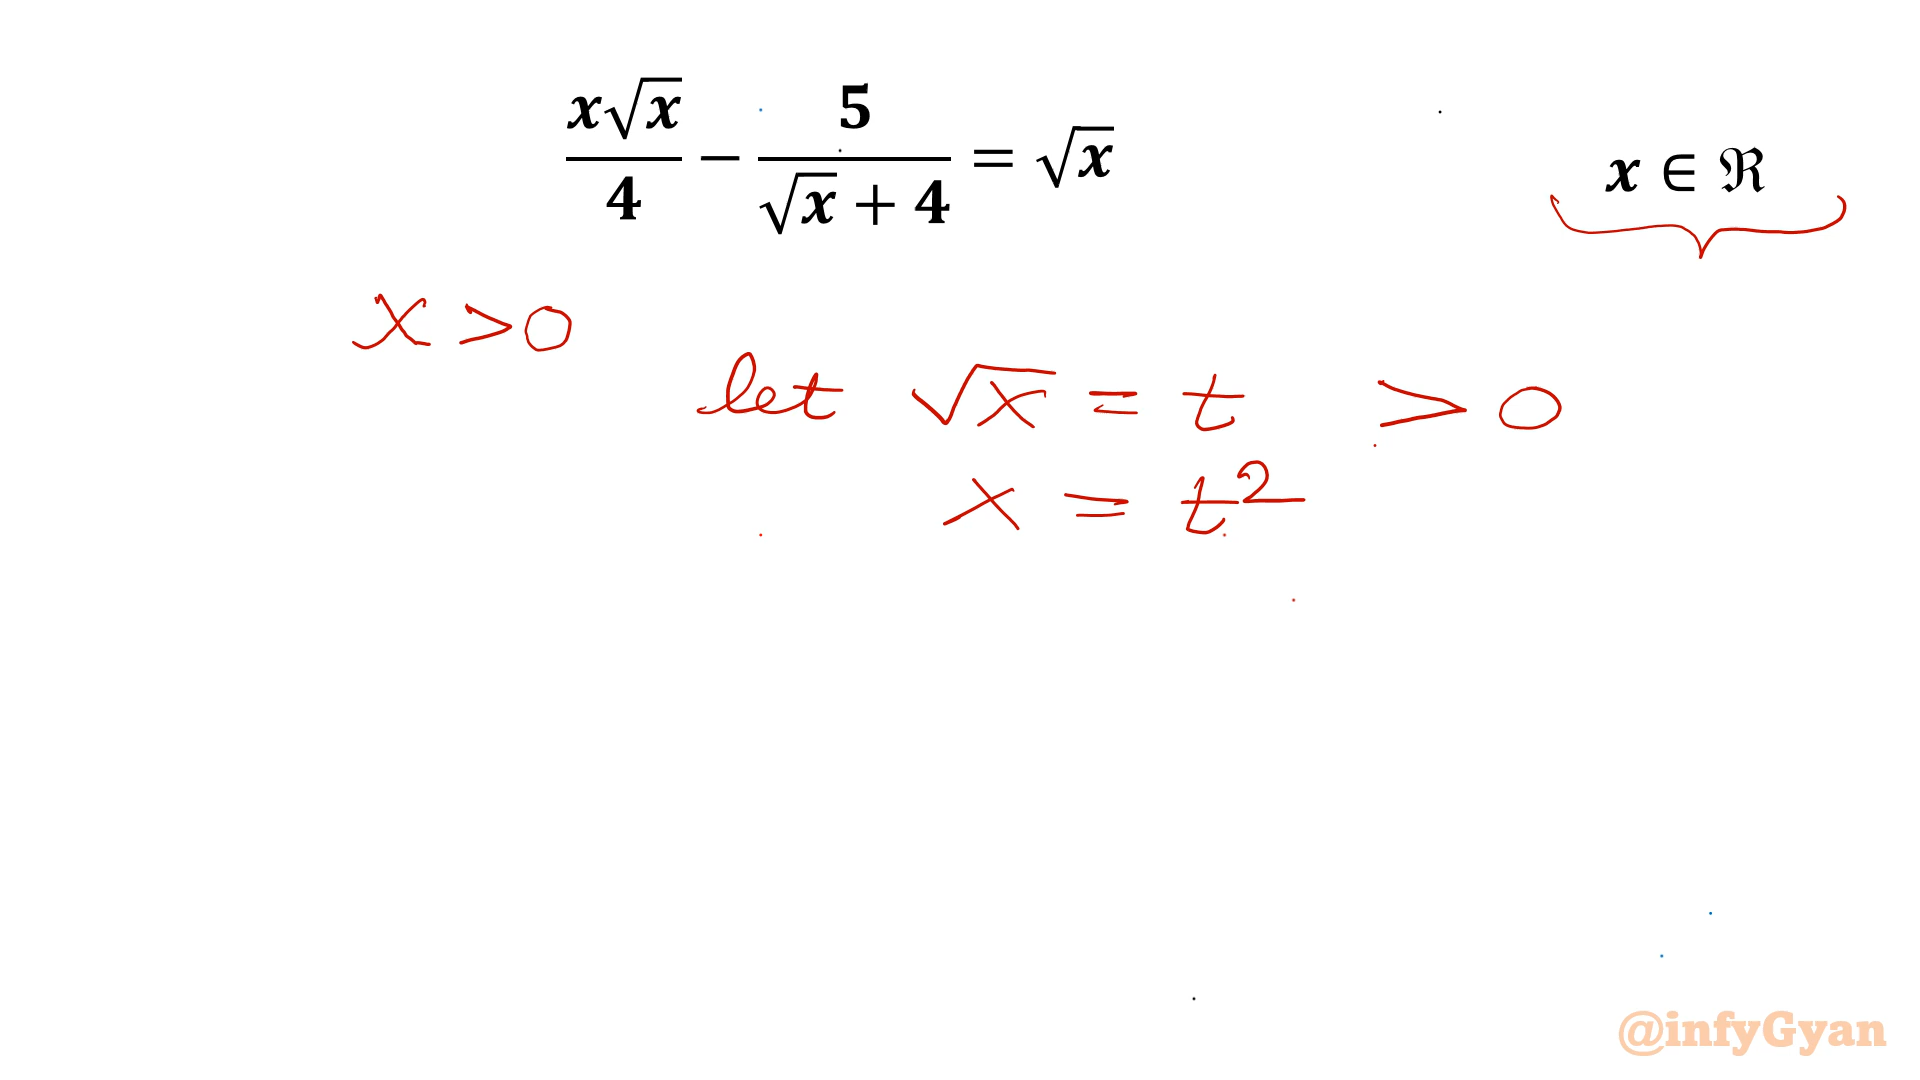 x√x/4 − 5/(√x + 4) = √x
x ∈ ℜ
x > 0
let √x = t > 0
x = t²
@infyGyan